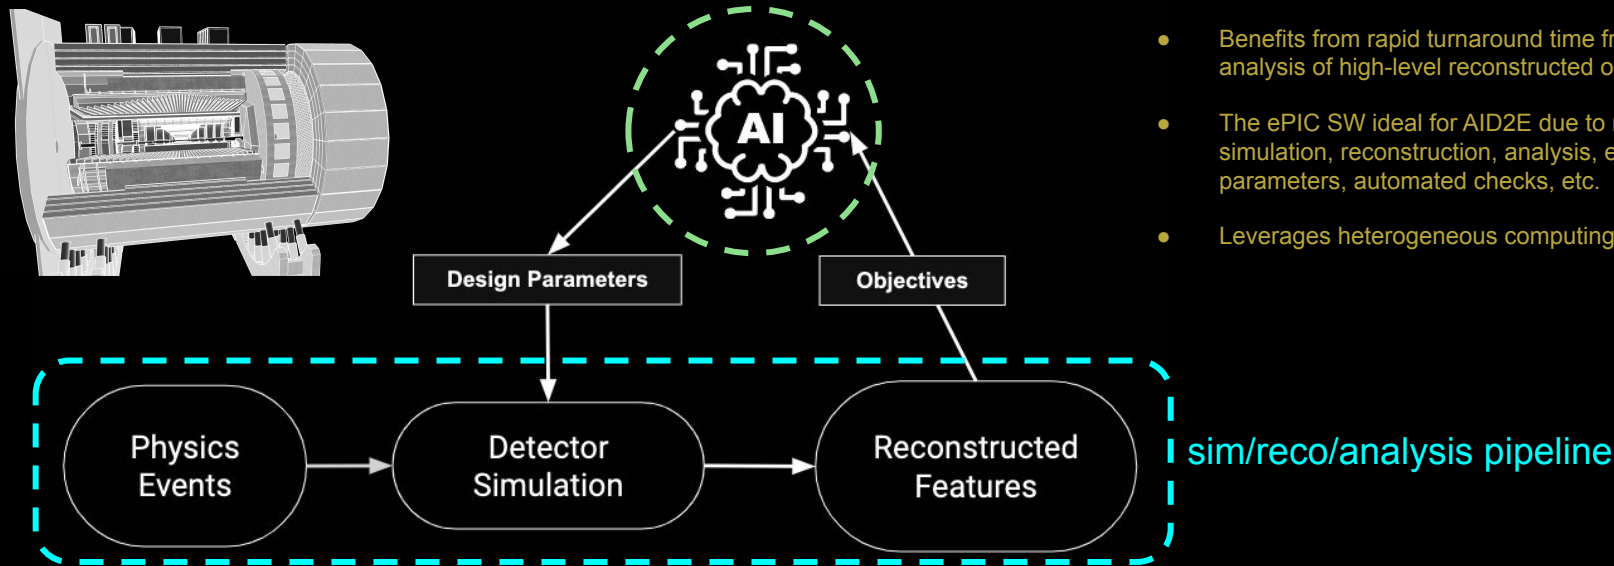 AI
Design Parameters
Objectives
Physics
Events
Detector
Simulation
Reconstructed
Features
sim/reco/analysis pipeline
● Benefits from rapid turnaround time
analysis of high-level reconstructed
● The ePIC SW ideal for AID2E due to
simulation, reconstruction, analysis,
parameters, automated checks, etc.
● Leverages heterogeneous computing